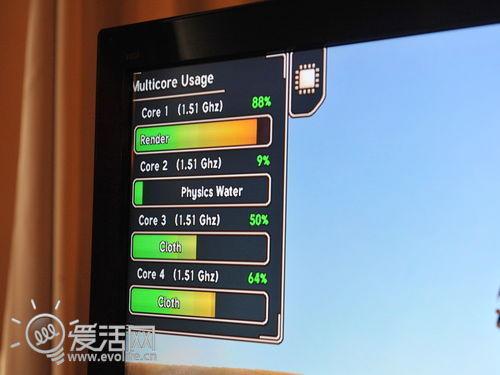 Multicore Usage
Core 1 (1.51 Ghz) 88%
Render
Core 2 (1.51 Ghz) 9%
Physics Water
Core 3 (1.51 Ghz) 50%
Cloth
Core 4 (1.51 Ghz) 64%
Cloth
爱活网
www.evolife.cn